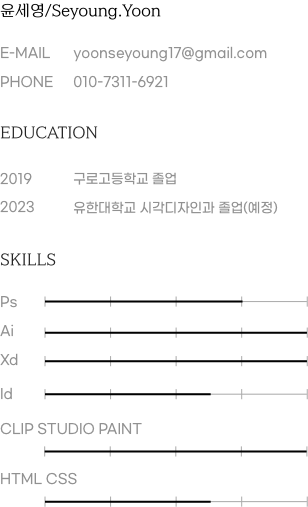 윤세영/Seyoung.Yoon
E-MAIL yoonseyoung17@gmail.com
PHONE 010-7311-6921
EDUCATION
2019 구로고등학교 졸업
2023 유한대학교 시각디자인과 졸업(예정)
SKILLS
Ps
Ai
Xd
Id
CLIP STUDIO PAINT
HTML CSS